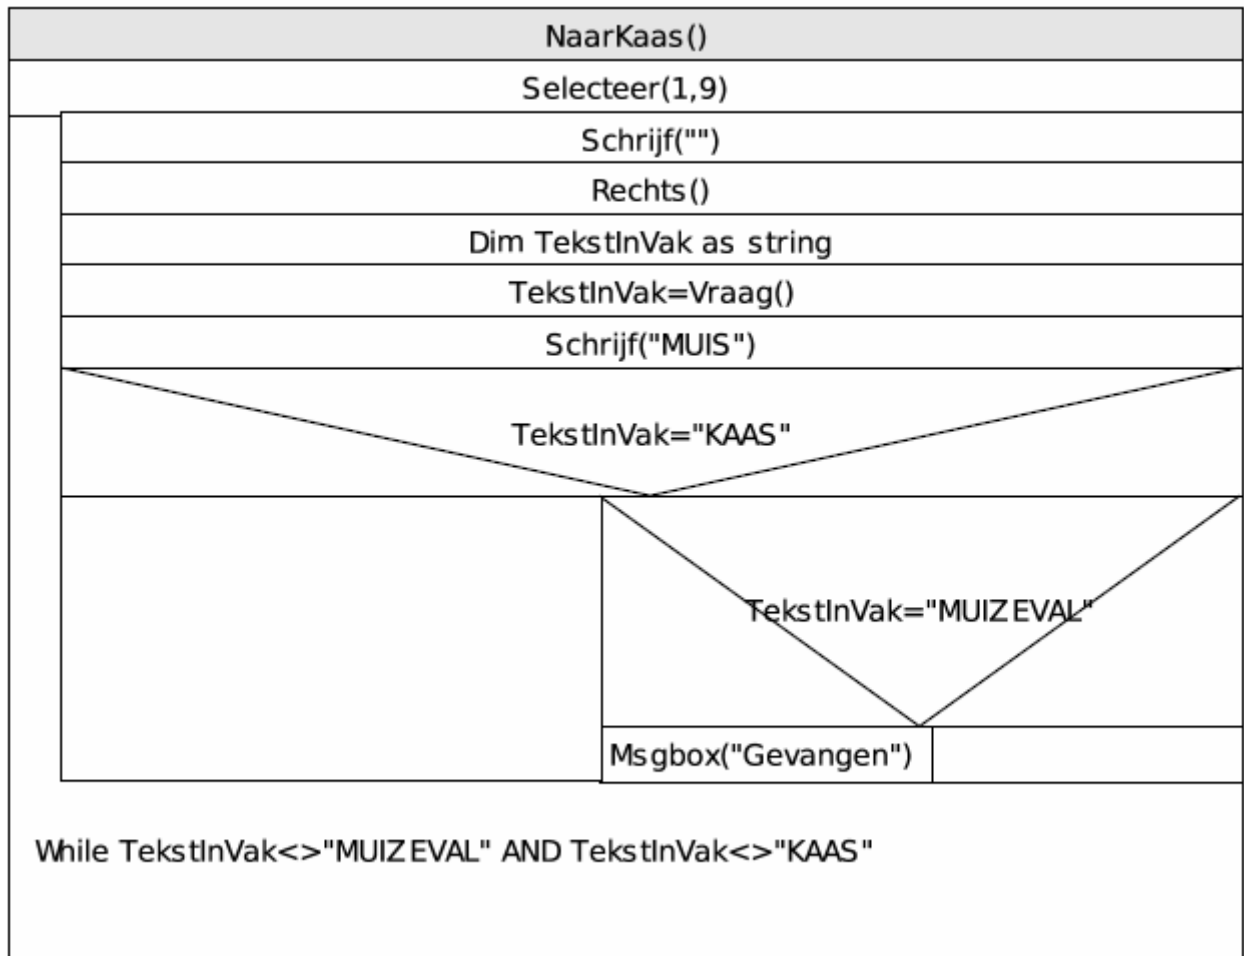 NaarKaas()
Selecteer(1,9)
Schrijf("")
Rechts()
Dim TekstInVak as string
TekstInVak=Vraag()
Schrijf("MUIS")
TekstInVak="KAAS"
TekstInVak="MUIZEVAL"
Msgbox("Gevangen")
While TekstInVak<>"MUIZEVAL" AND TekstInVak<>"KAAS"